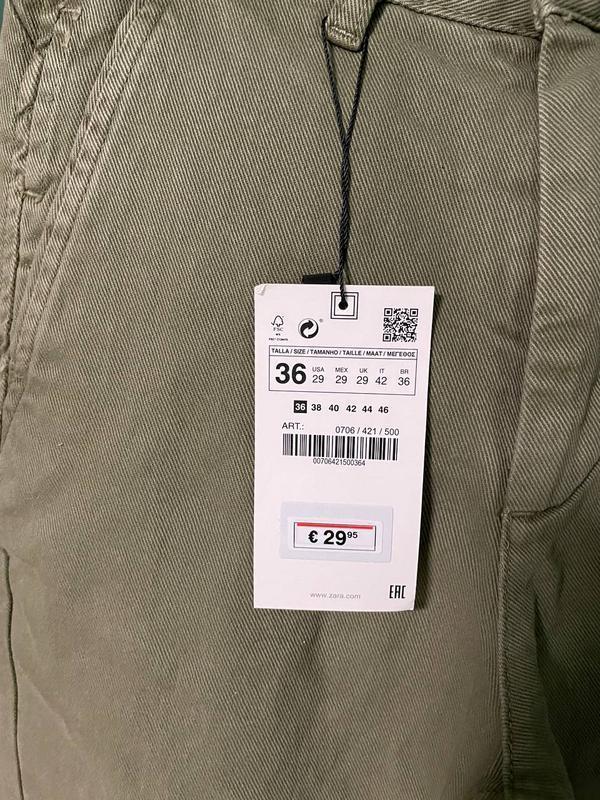 FSC
®
TALLA / SIZE / TAMANHO / TAILLE / MAAT / ΜΕΓΕΘΟΣ
36 USA 29 MEX 29 UK 29 IT 42 BR 36
36 38 40 42 44 46
ART.: 0706 / 421 / 500
00706421500364
€ 29 95
www.zara.com EAC